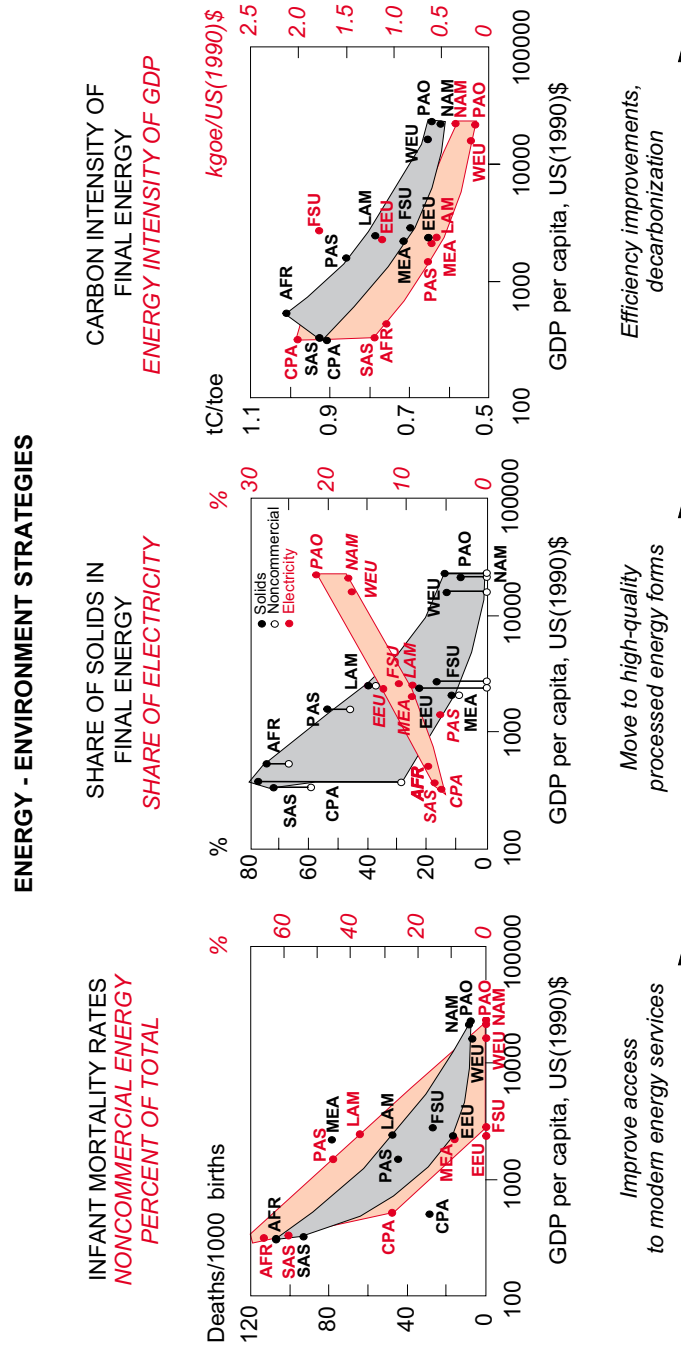 ENERGY - ENVIRONMENT STRATEGIES
INFANT MORTALITY RATES
NONCOMMERCIAL ENERGY
PERCENT OF TOTAL
Deaths/1000 births
%
120
80
40
0
60
40
20
0
AFR
AFR
SAS
SAS
PAS
MEA
LAM
LAM
PAS
FSU
CPA
CPA
MEA
EEU
EEU
FSU
NAM
PAO
WEU
WEU
NAM
PAO
100
1000
10000
100000
GDP per capita, US(1990)$
Improve access
to modern energy services
SHARE OF SOLIDS IN
FINAL ENERGY
SHARE OF ELECTRICITY
%
%
80
60
40
20
0
30
20
10
0
Solids
Noncommercial
Electricity
AFR
SAS
CPA
PAS
LAM
EEU
FSU
MEA
WEU
PAO
NAM
PAO
NAM
WEU
EEU
FSU
LAM
MEA
PAS
AFR
SAS
CPA
100
1000
10000
100000
GDP per capita, US(1990)$
Move to high-quality
processed energy forms
CARBON INTENSITY OF
FINAL ENERGY
ENERGY INTENSITY OF GDP
tC/toe
kgoe/US(1990)$
1.1
0.9
0.7
0.5
2.5
2.0
1.5
1.0
0.5
0
CPA
AFR
SAS
CPA
SAS
AFR
PAS
FSU
LAM
EEU
FSU
MEA
EEU
PAS
MEA
LAM
WEU
PAO
NAM
NAM
WEU
PAO
100
1000
10000
100000
GDP per capita, US(1990)$
Efficiency improvements,
decarbonization